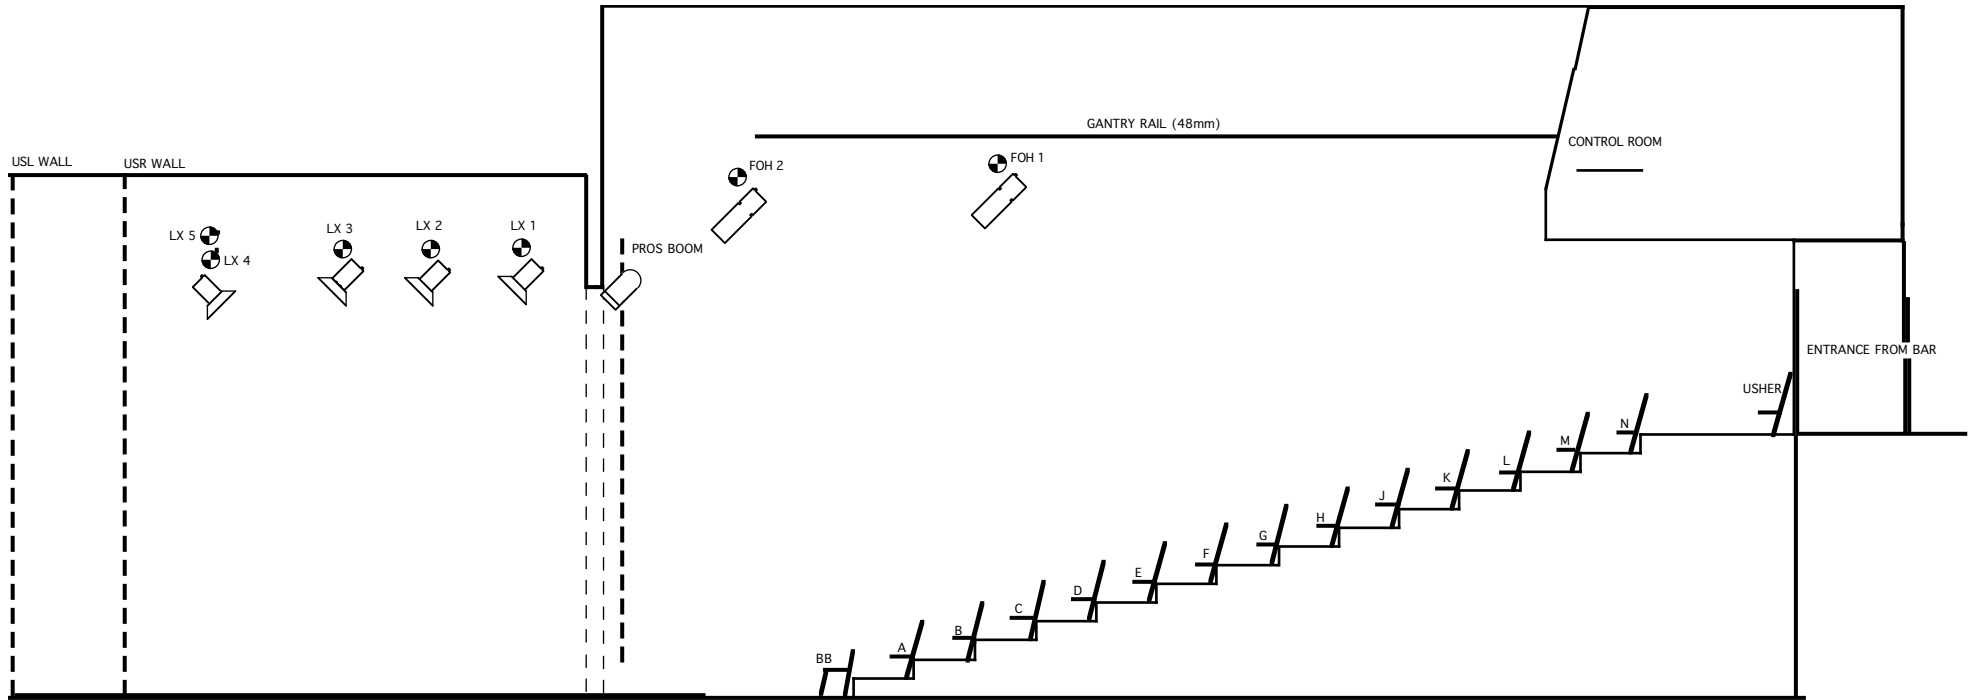 GANTRY RAIL (48mm)
CONTROL ROOM
USL WALL
USR WALL
FOH 2
FOH 1
LX 5
LX 4
LX 3
LX 2
LX 1
PROS BOOM
ENTRANCE FROM BAR
USHER
N
M
L
K
J
H
G
F
E
D
C
B
A
BB